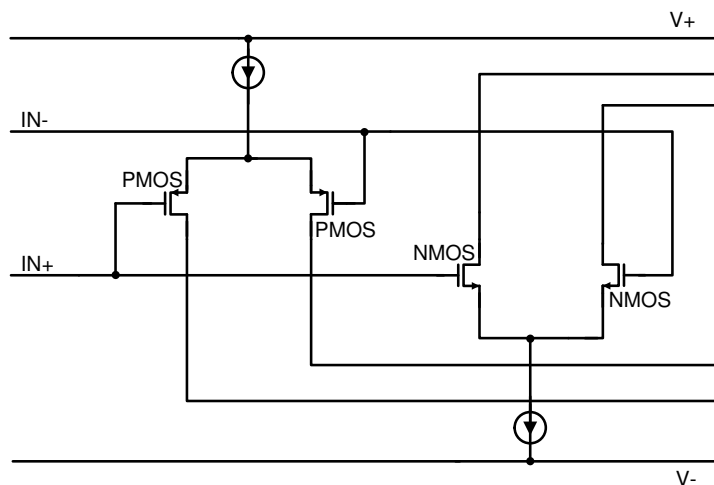 V+
IN-
PMOS
PMOS
NMOS
IN+
NMOS
V-